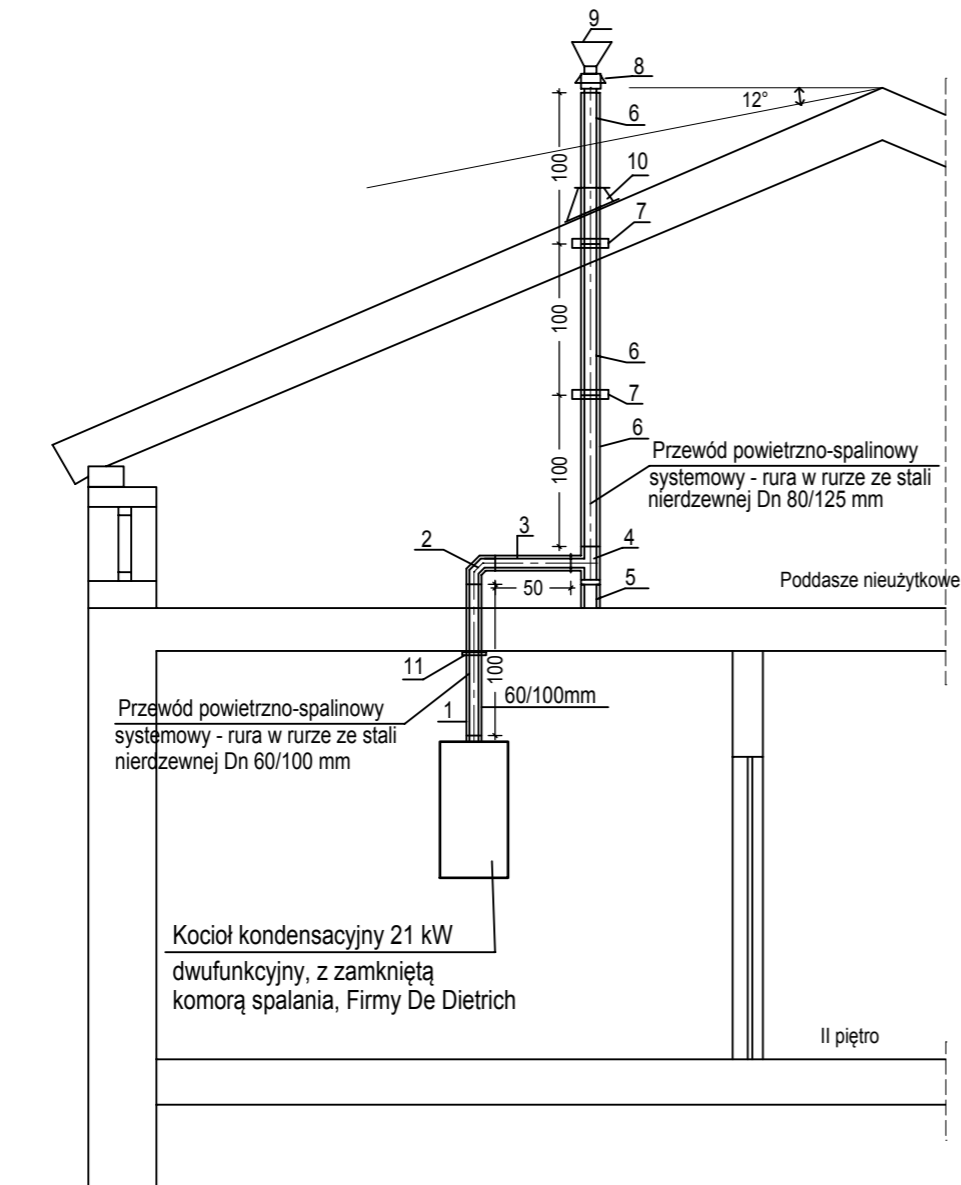 9
8
12°
6
100
10
7
100
6
7
6
Przewód powietrzno-spalinowy
systemowy - rura w rurze ze stali
nierdzewnej Dn 80/125 mm
100
2
3
4
50
5
Poddasze nieużytkowe
11
100
Przewód powietrzno-spalinowy
systemowy - rura w rurze ze stali
nierdzewnej Dn 60/100 mm
1
60/100mm
Kocioł kondensacyjny 21 kW
dwufunkcyjny, z zamkniętą
komorą spalania, Firmy De Dietrich
II piętro